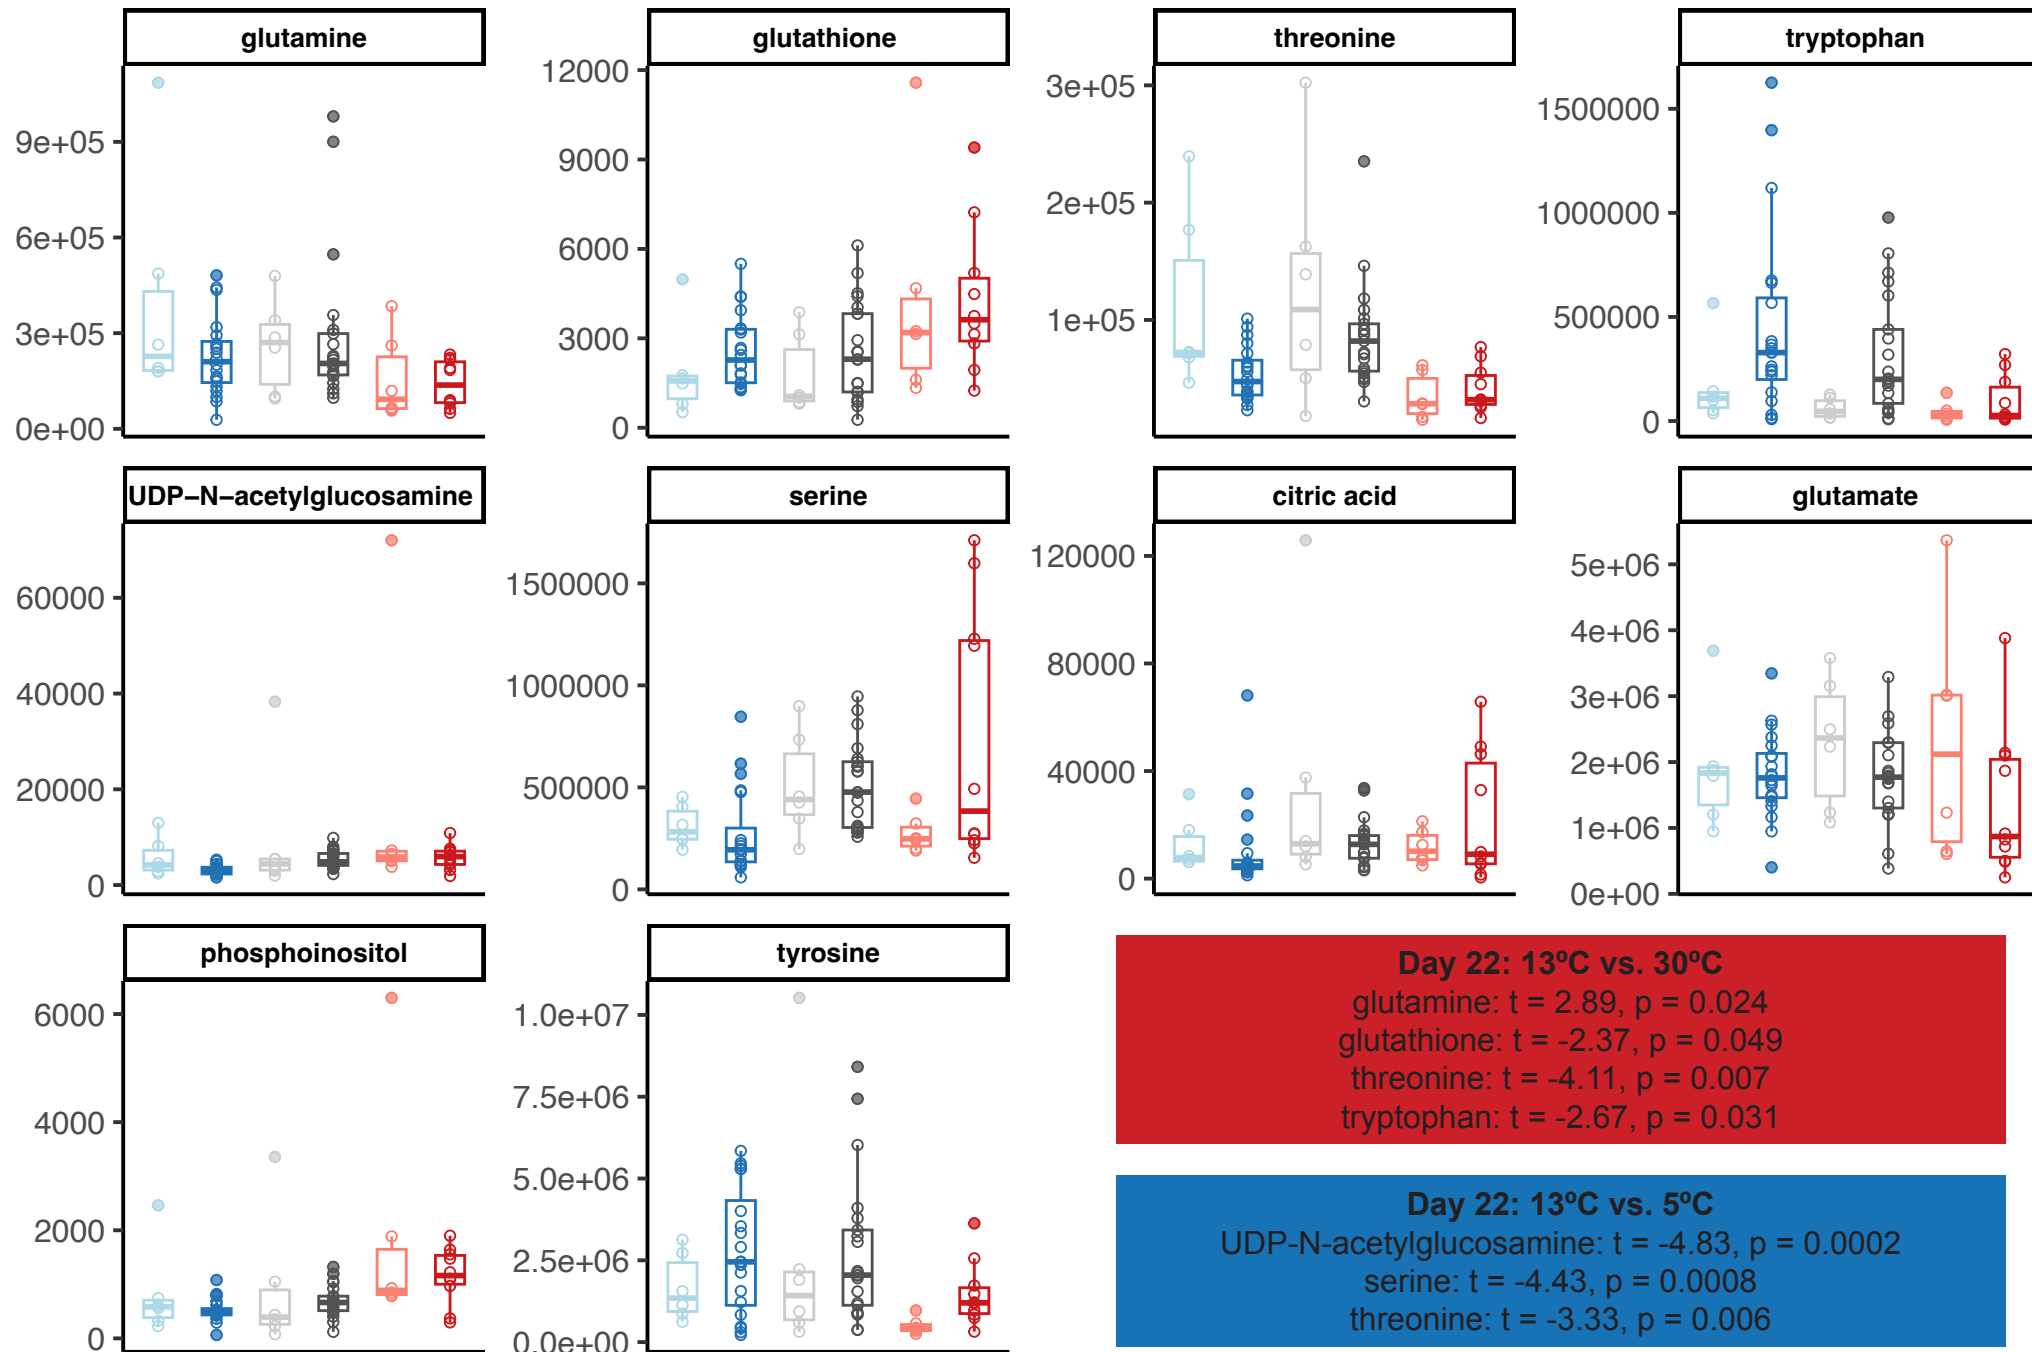 glutamine
glutathione
threonine
tryptophan
9e+05
6e+05
3e+05
0e+00
12000
9000
6000
3000
0
3e+05
2e+05
1e+05
1500000
1000000
500000
0
UDP−N−acetylglucosamine
serine
citric acid
glutamate
60000
40000
20000
0
1500000
1000000
500000
0
120000
80000
40000
0
5e+06
4e+06
3e+06
2e+06
1e+06
0e+00
phosphoinositol
tyrosine
6000
4000
2000
0
1.0e+07
7.5e+06
5.0e+06
2.5e+06
0.0e+00
Day 22: 13ºC vs. 30ºC
glutamine: t = 2.89, p = 0.024
glutathione: t = -2.37, p = 0.049
threonine: t = -4.11, p = 0.007
tryptophan: t = -2.67, p = 0.031
Day 22: 13ºC vs. 5ºC
UDP-N-acetylglucosamine: t = -4.83, p = 0.0002
serine: t = -4.43, p = 0.0008
threonine: t = -3.33, p = 0.006